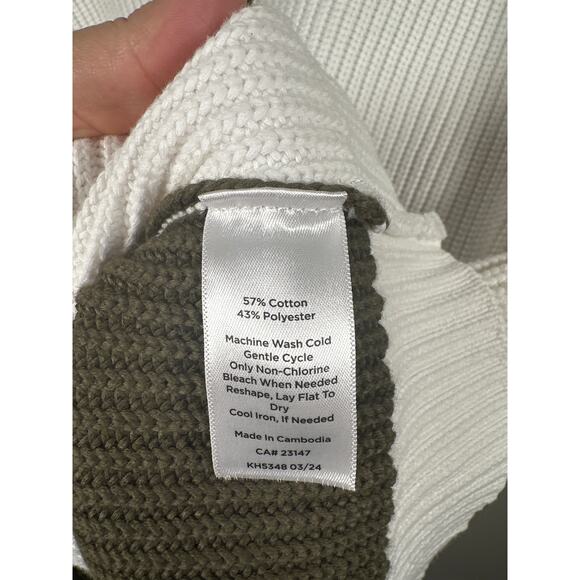 57% Cotton
43% Polyester
Machine Wash Cold
Gentle Cycle
Only Non-Chlorine
Bleach When Needed
Reshape, Lay Flat To
Dry
Cool Iron, If Needed
Made In Cambodia
CA# 23147
KH5348 03/24